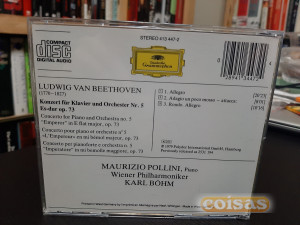 COMPACT
disc
DIGITAL AUDIO
STEREO 413 447-2
Deutsche
Grammophon
LUDWIG VAN BEETHOVEN
(1770 - 1827)
Konzert für Klavier und Orchester Nr. 5
Es-dur op. 73
Concerto for Piano and Orchestra no. 5
"Emperor" in E flat major, op. 73
Concerto pour piano et orchestre n° 5
«L'Empereur» en mi bémol majeur, op. 73
Concerto per pianoforte e orchestra n. 5
"Imperatore" in mi bemolle maggiore, op. 73
1. Allegro
2. Adagio un poco mosso - attacca:
3. Rondo. Allegro
MAURIZIO POLLINI, Piano
Wiener Philharmoniker
KARL BÖHM
coisas